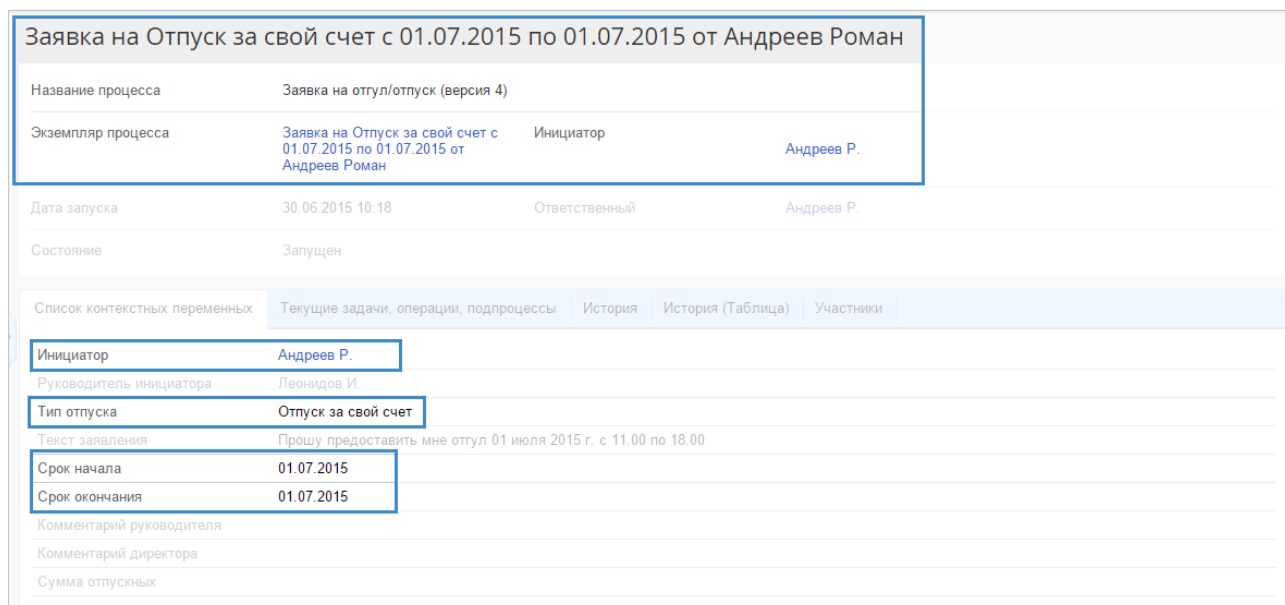 Заявка на Отпуск за свой счет с 01.07.2015 по 01.07.2015 от Андреев Роман
Название процесса Заявка на отгул/отпуск (версия 4)
Экземпляр процесса Заявка на Отпуск за свой счет с Инициатор
01.07.2015 по 01.07.2015 от Андреев Р.
Андреев Роман
Дата запуска 30.06.2015 10:18 Ответственный Андреев Р.
Состояние Запущен
Список контекстных переменных Текущие задачи, операции, подпроцессы История История (Таблица) Участники
Инициатор Андреев Р.
Руководитель инициатора Леонидов И.
Тип отпуска Отпуск за свой счет
Текст заявления Прошу предоставить мне отгул 01 июля 2015 г. с 11.00 по 18.00
Срок начала 01.07.2015
Срок окончания 01.07.2015
Комментарий руководителя
Комментарий директора
Сумма отпускных